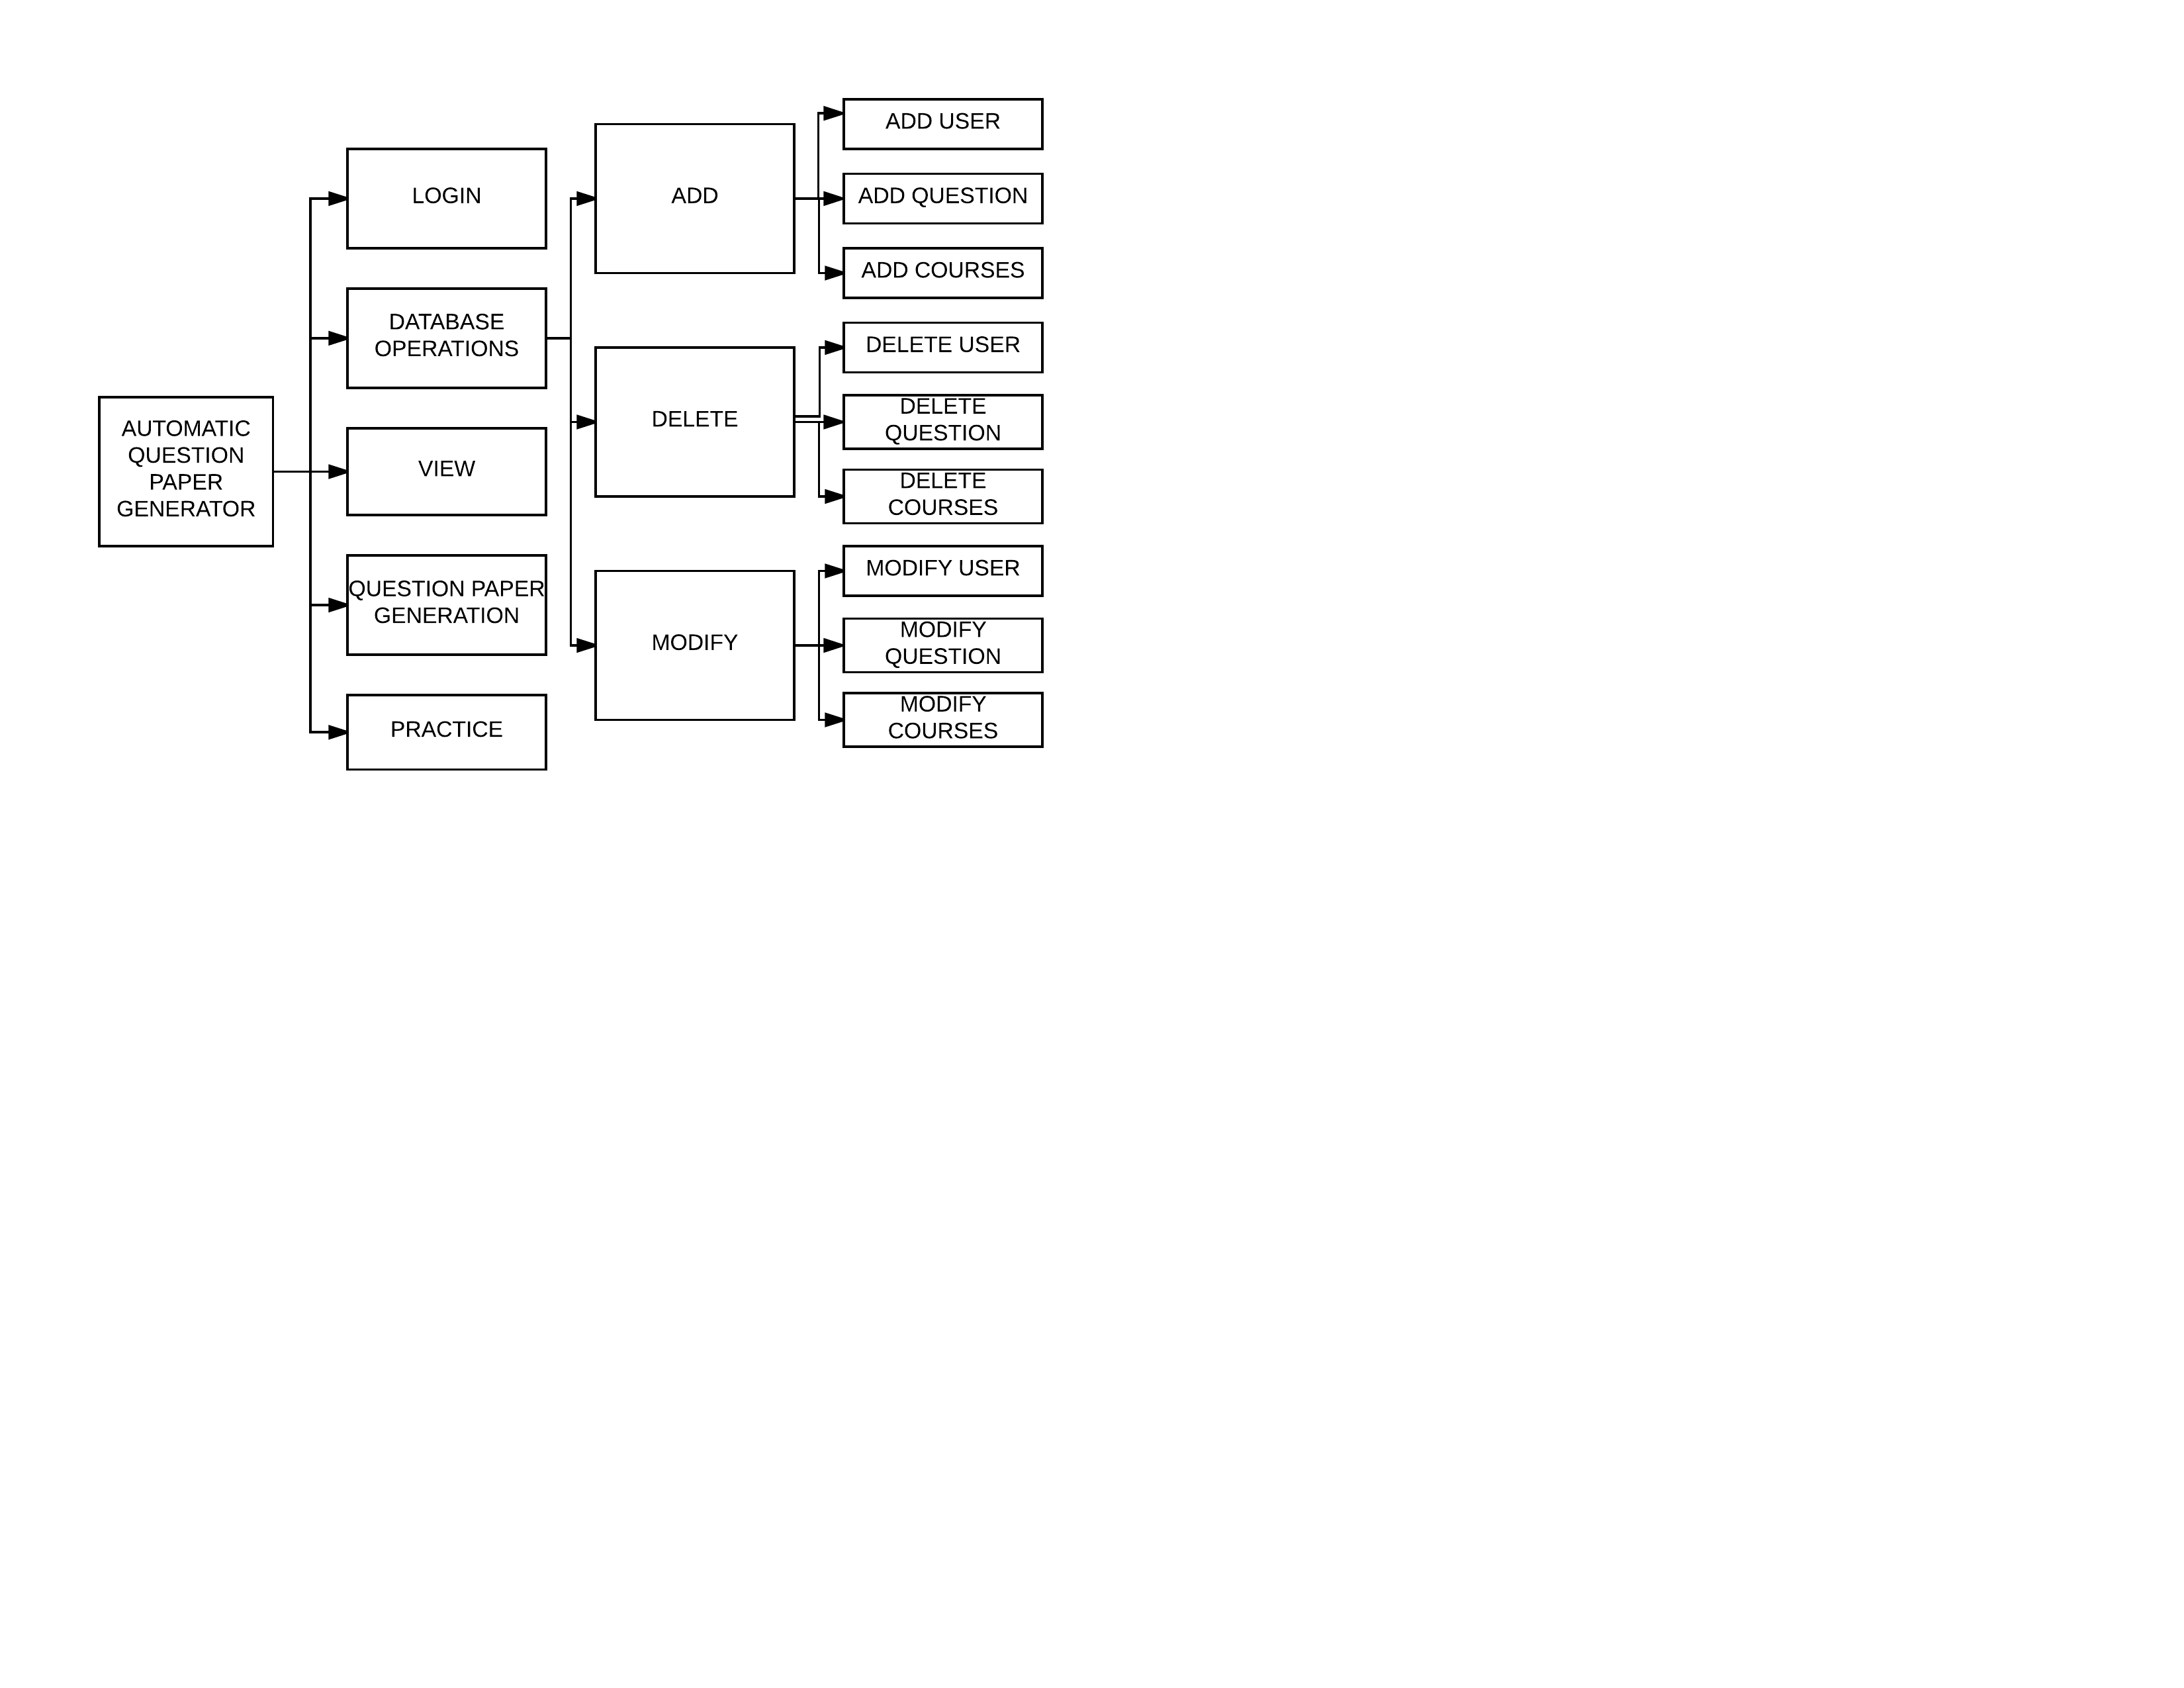 AUTOMATIC
QUESTION
PAPER
GENERATOR
LOGIN
DATABASE
OPERATIONS
VIEW
QUESTION PAPER
GENERATION
PRACTICE
ADD
DELETE
MODIFY
ADD USER
ADD QUESTION
ADD COURSES
DELETE USER
DELETE
QUESTION
DELETE
COURSES
MODIFY USER
MODIFY
QUESTION
MODIFY
COURSES